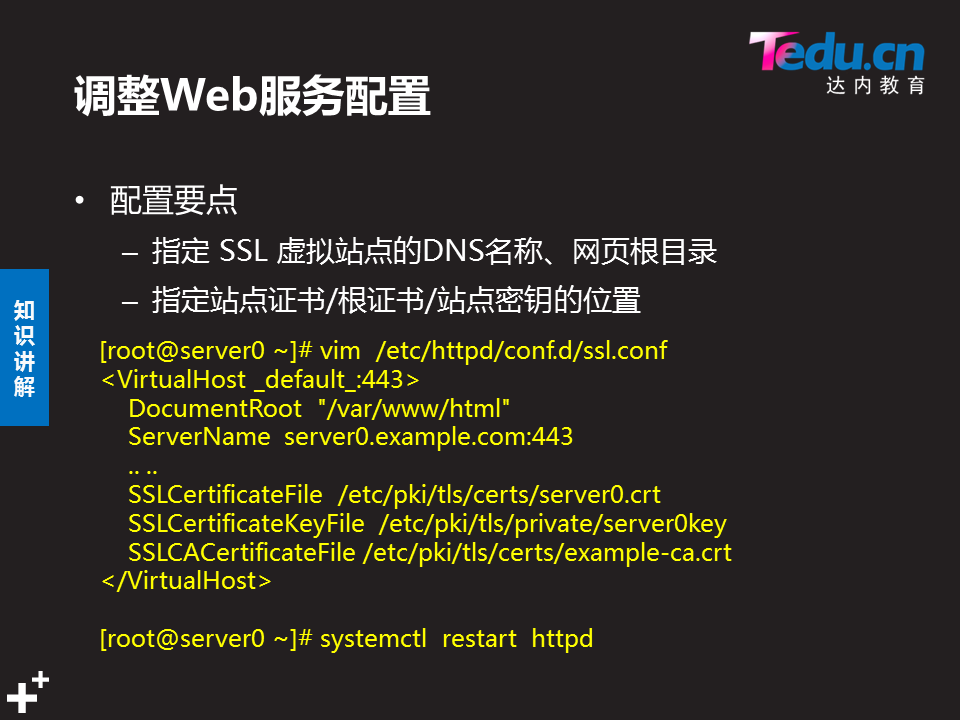 Tedu.cn
达内教育
调整Web服务配置
• 配置要点
– 指定 SSL 虚拟站点的DNS名称、网页根目录
– 指定站点证书/根证书/站点密钥的位置
知识讲解
[root@server0 ~]# vim /etc/httpd/conf.d/ssl.conf
<VirtualHost _default_:443>
DocumentRoot "/var/www/html"
ServerName server0.example.com:443
.. ..
SSLCertificateFile /etc/pki/tls/certs/server0.crt
SSLCertificateKeyFile /etc/pki/tls/private/server0key
SSLCACertificateFile /etc/pki/tls/certs/example-ca.crt
</VirtualHost>
[root@server0 ~]# systemctl restart httpd